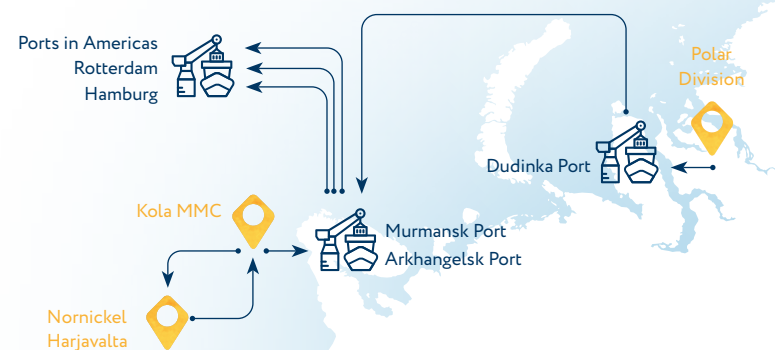 Ports in Americas
Rotterdam
Hamburg
Polar
Division
Dudinka Port
Kola MMC
Murmansk Port
Arkhangelsk Port
Nornickel
Harjavalta